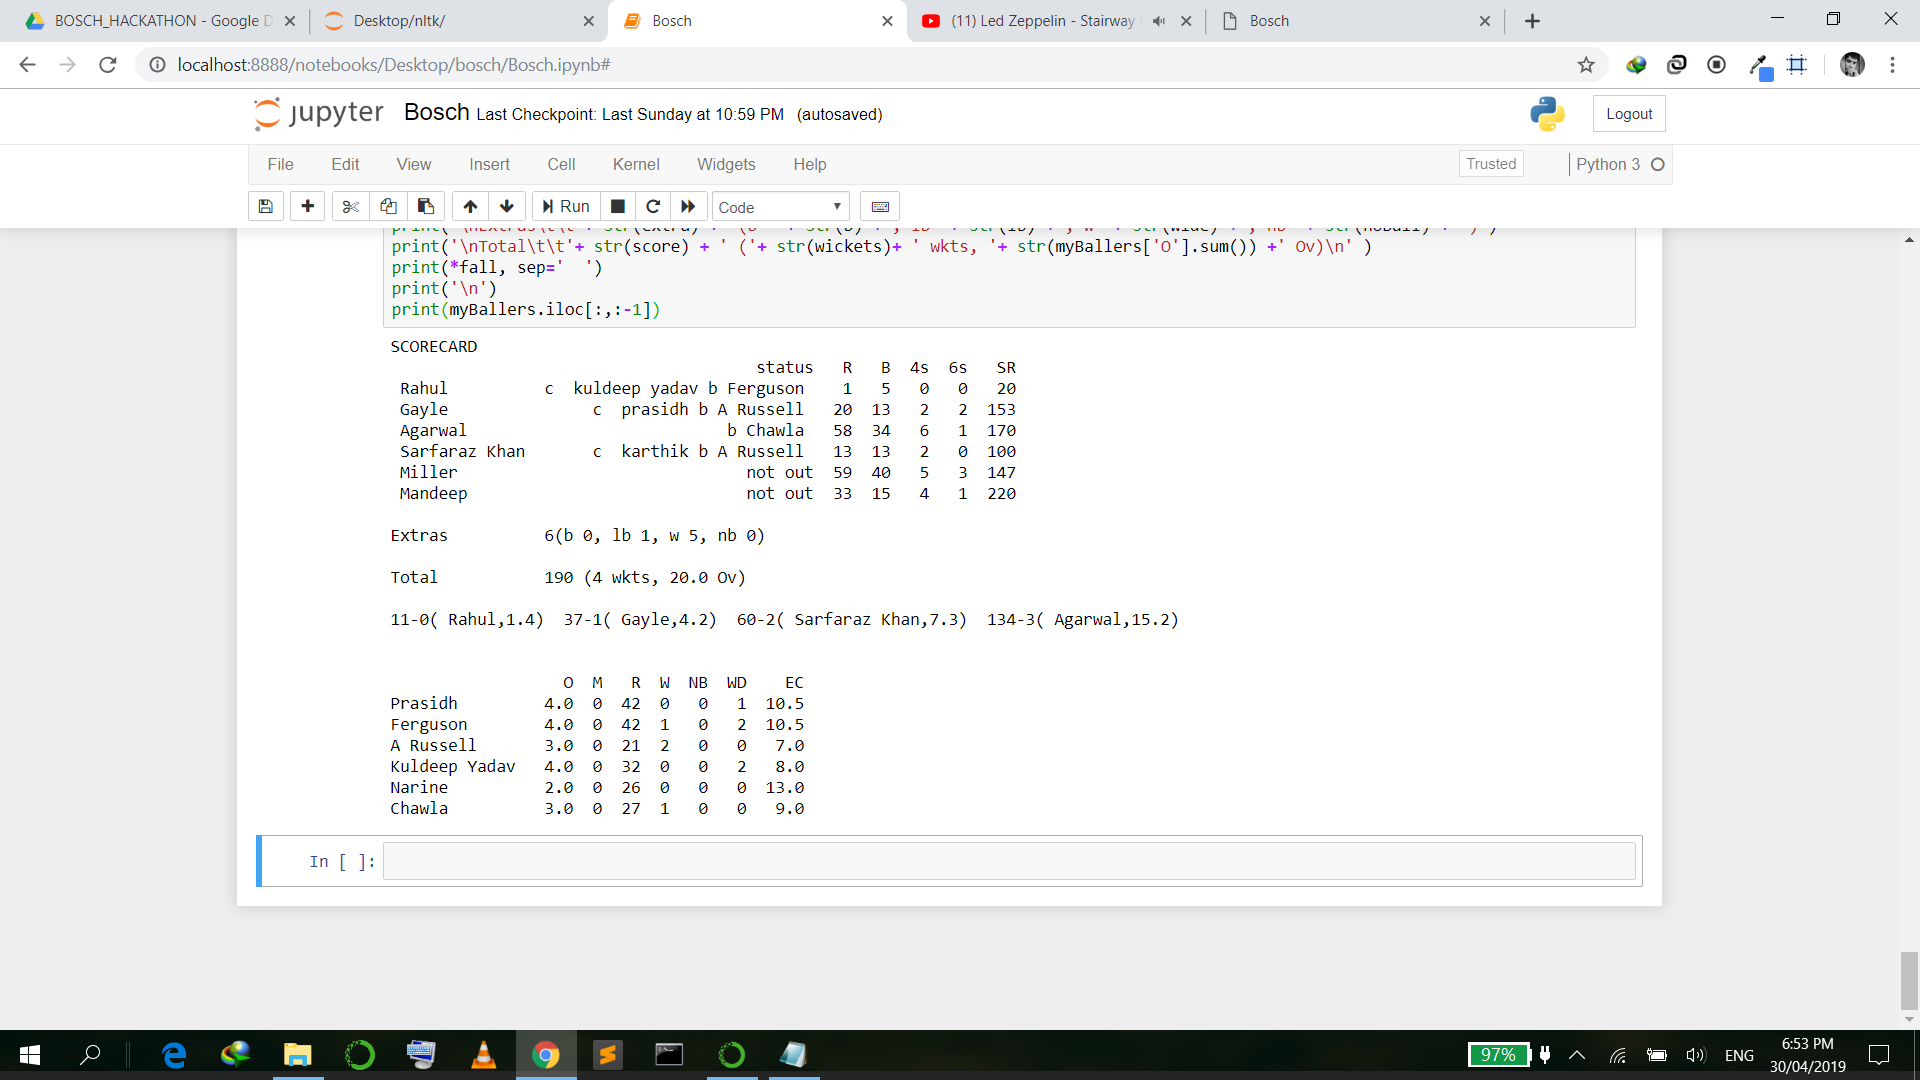 BOSCH_HACKATHON - Google D
Desktop/nltk/
Bosch
(11) Led Zeppelin - Stairway
Bosch
localhost:8888/notebooks/Desktop/bosch/Bosch.ipynb#
jupyter Bosch Last Checkpoint: Last Sunday at 10:59 PM (autosaved)
Logout
File Edit View Insert Cell Kernel Widgets Help
Trusted
Python 3
Run
Code
print('\nTotal\t\t'+ str(score) + ' ('+ str(wickets)+ ' wkts, '+ str(myBallers['O'].sum()) +' Ov)\n' )
print(*fall, sep='  ')
print('\n')
print(myBallers.iloc[:,:-1])
SCORECARD
status R B 4s 6s SR
Rahul c kuldeep yadav b Ferguson 1 5 0 0 20
Gayle c prasidh b A Russell 20 13 2 2 153
Agarwal b Chawla 58 34 6 1 170
Sarfaraz Khan c karthik b A Russell 13 13 2 0 100
Miller not out 59 40 5 3 147
Mandeep not out 33 15 4 1 220
Extras 6(b 0, lb 1, w 5, nb 0)
Total 190 (4 wkts, 20.0 Ov)
11-0( Rahul,1.4) 37-1( Gayle,4.2) 60-2( Sarfaraz Khan,7.3) 134-3( Agarwal,15.2)
O M R W NB WD EC
Prasidh 4.0 0 42 0 0 1 10.5
Ferguson 4.0 0 42 1 0 2 10.5
A Russell 3.0 0 21 2 0 0 7.0
Kuldeep Yadav 4.0 0 32 0 0 2 8.0
Narine 2.0 0 26 0 0 0 13.0
Chawla 3.0 0 27 1 0 0 9.0
In [ ]:
97%
ENG
6:53 PM
30/04/2019